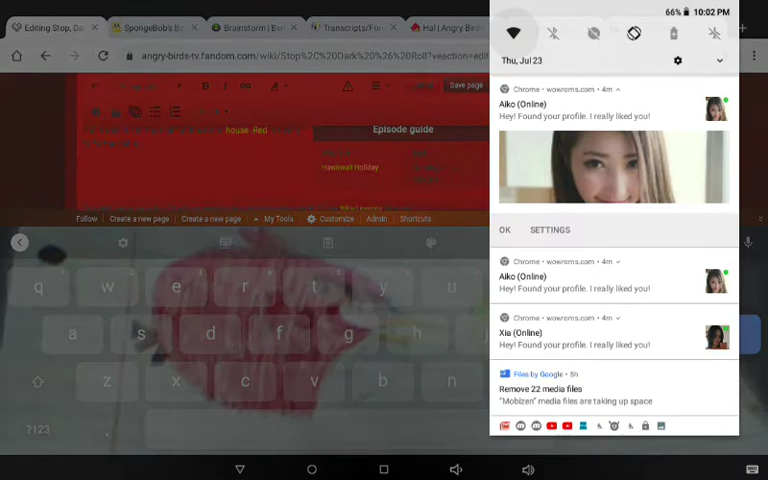 66% 10:02 PM
Editing Stop, Da
SpongeBob's B
Brainstorm | Ban
Transcripts/For
Hal | Angry Bird
angry-birds-tv.fandom.com/wiki/Stop%2C%20Dark%20%26%20Roll?veaction=edit
Thu, Jul 23
B I
Save page
house Red
Episode guide
Hawkwall Holiday
Chrome • wowroms.com • 4m
Aiko (Online)
Hey! Found your profile. I really liked you!
OK SETTINGS
Follow Create a new page Create a new page My Tools Customize Admin Shortcuts
Chrome • wowroms.com • 4m
Aiko (Online)
Hey! Found your profile. I really liked you!
Chrome • wowroms.com • 4m
Xia (Online)
Hey! Found your profile. I really liked you!
Files by Google • 5h
Remove 22 media files
"Mobizen" media files are taking up space
q w e r t y u
a s d f g h
z x c v b n
?123 ,